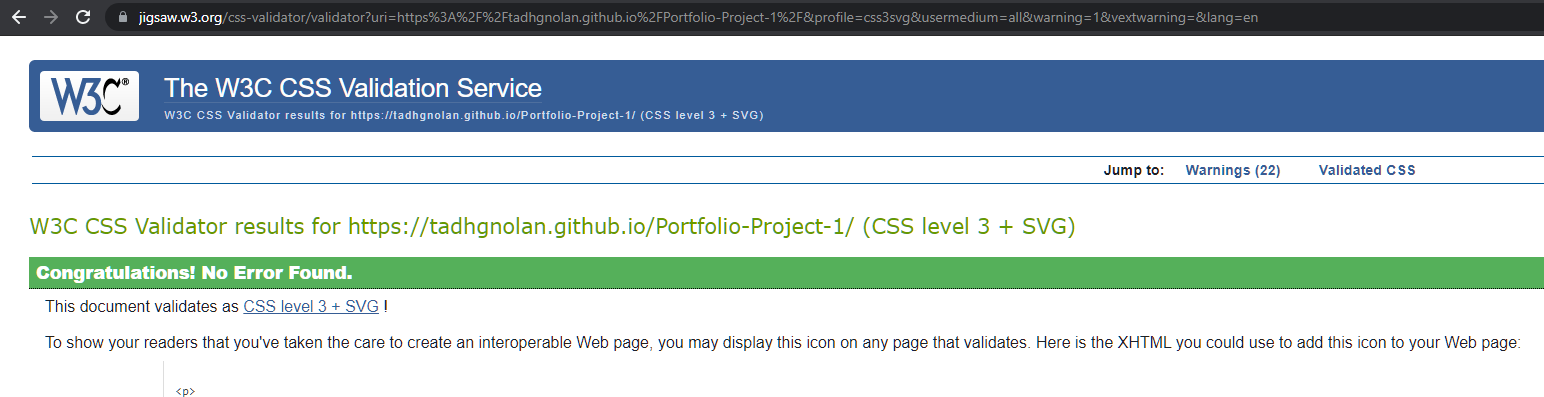 jigsaw.w3.org/css-validator/validator?uri=https%3A%2F%2Ftadhgnolan.github.io%2FPortfolio-Project-1%2F&profile=css3svg&usermedium=all&warning=1&vextwarning=&lang=en
W3C®
The W3C CSS Validation Service
W3C CSS Validator results for https://tadhgnolan.github.io/Portfolio-Project-1/ (CSS level 3 + SVG)
Jump to: Warnings (22) Validated CSS
W3C CSS Validator results for https://tadhgnolan.github.io/Portfolio-Project-1/ (CSS level 3 + SVG)
Congratulations! No Error Found.
This document validates as CSS level 3 + SVG !
To show your readers that you've taken the care to create an interoperable Web page, you may display this icon on any page that validates. Here is the XHTML you could use to add this icon to your Web page:
<p>